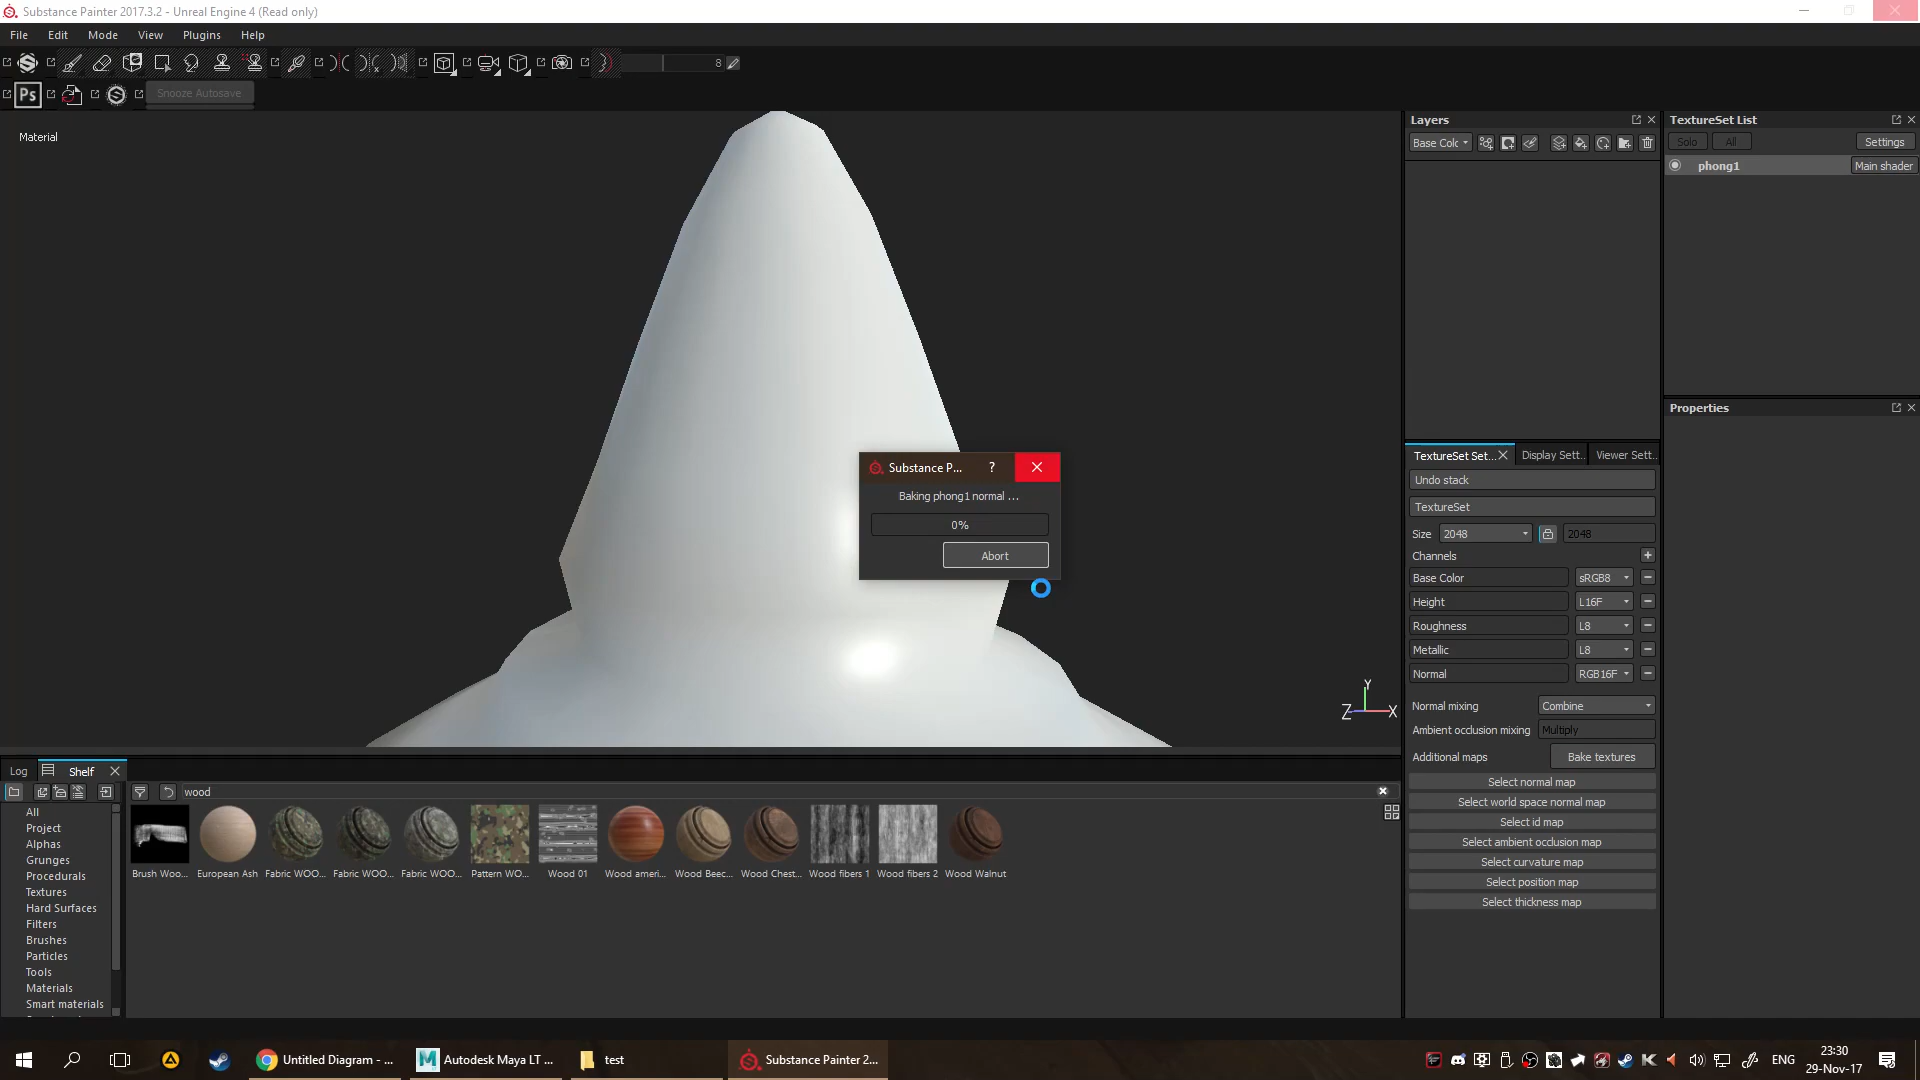 Substance Painter 2017.3.2 - Unreal Engine 4 (Read only)
File Edit Mode View Plugins Help
8
Ps Snooze Autosave
Material
Layers
Base Colc
TextureSet List
Solo All Settings
phong1 Main shader
Properties
Substance P... ?
Baking phong1 normal ...
0%
Abort
Y
Z X
TextureSet Set... Display Sett.. Viewer Sett..
Undo stack
TextureSet
Size 2048 2048
Channels
Base Color sRGB8
Height L16F
Roughness L8
Metallic L8
Normal RGB16F
Normal mixing Combine
Ambient occlusion mixing Multiply
Additional maps Bake textures
Select normal map
Select world space normal map
Select id map
Select ambient occlusion map
Select curvature map
Select position map
Select thickness map
Log Shelf
wood
All
Project
Alphas
Grunges
Procedurals
Textures
Hard Surfaces
Filters
Brushes
Particles
Tools
Materials
Smart materials
Brush Woo... European Ash Fabric WOO... Fabric WOO... Fabric WOO... Pattern WO... Wood 01 Wood ameri... Wood Beec... Wood Chest... Wood fibers 1 Wood fibers 2 Wood Walnut
Untitled Diagram - ... Autodesk Maya LT ... test Substance Painter 2...
ENG
23:30
29-Nov-17